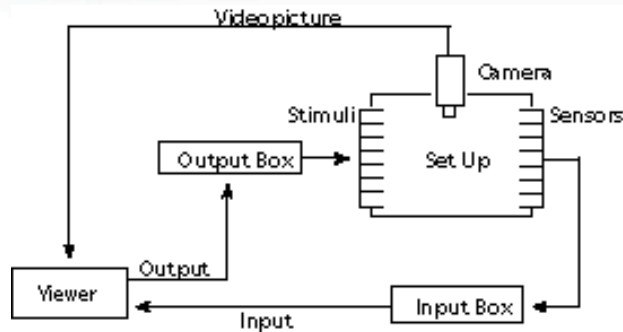 Videopicture
Camera
Stimuli
Sensors
Output Box
Set Up
Output
Viewer
Input Box
Input